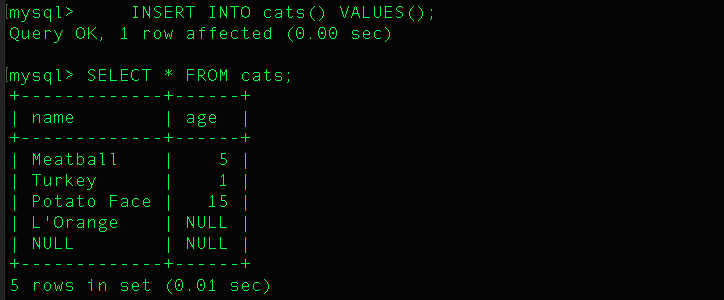 [mysql>      INSERT INTO cats() VALUES();
Query OK, 1 row affected (0.00 sec)
[mysql> SELECT * FROM cats;
+-------------+------+
| name        | age  |
+-------------+------+
| Meatball    |    5 |
| Turkey      |    1 |
| Potato Face |   15 |
| L'Orange    | NULL |
| NULL        | NULL |
+-------------+------+
5 rows in set (0.01 sec)